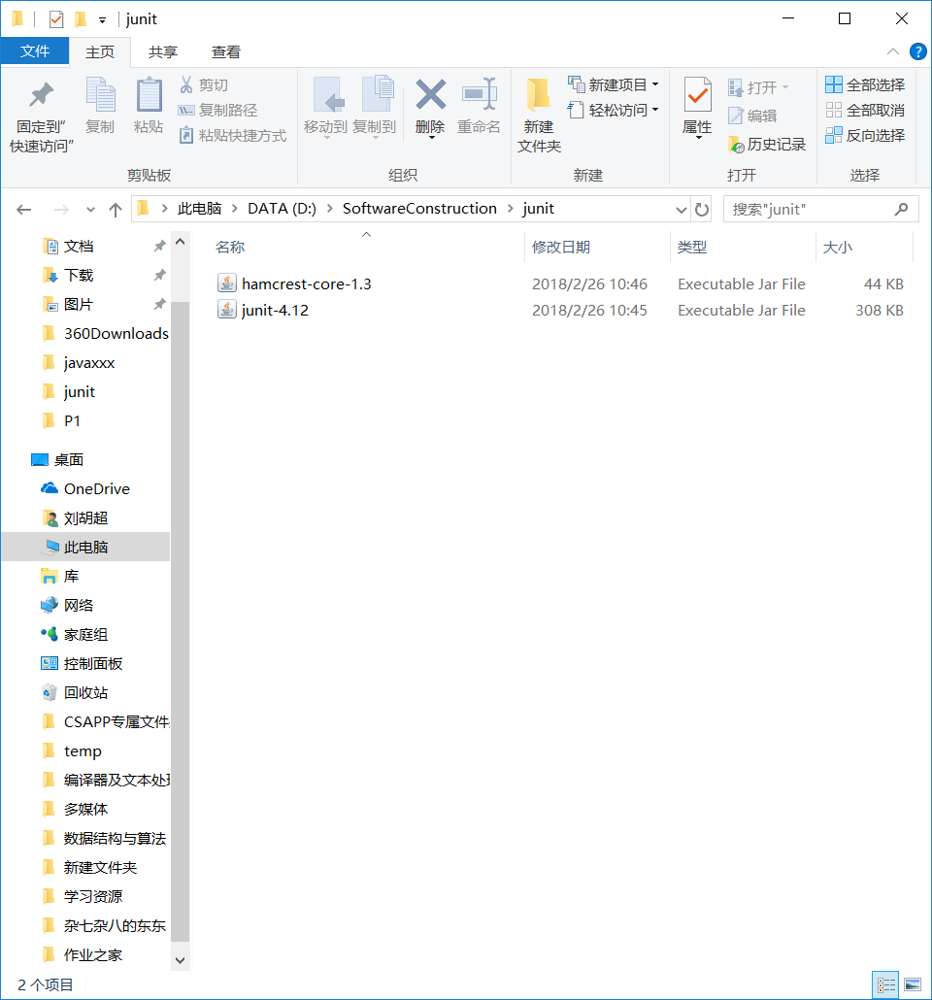 junit
文件 主页 共享 查看
固定到"
快速访问"
复制
粘贴
剪切
复制路径
粘贴快捷方式
剪贴板
移动到
复制到
删除
重命名
组织
新建
文件夹
新建项目
轻松访问
新建
属性
打开
编辑
历史记录
打开
全部选择
全部取消
反向选择
选择
此电脑 DATA (D:) SoftwareConstruction junit
搜索"junit"
文档
下载
图片
360Downloads
javaxxx
junit
P1
桌面
OneDrive
刘胡超
此电脑
库
网络
家庭组
控制面板
回收站
CSAPP专属文件
temp
编译器及文本处理
多媒体
数据结构与算法
新建文件夹
学习资源
杂七杂八的东东
作业之家
名称 修改日期 类型 大小
hamcrest-core-1.3 2018/2/26 10:46 Executable Jar File 44 KB
junit-4.12 2018/2/26 10:45 Executable Jar File 308 KB
2 个项目